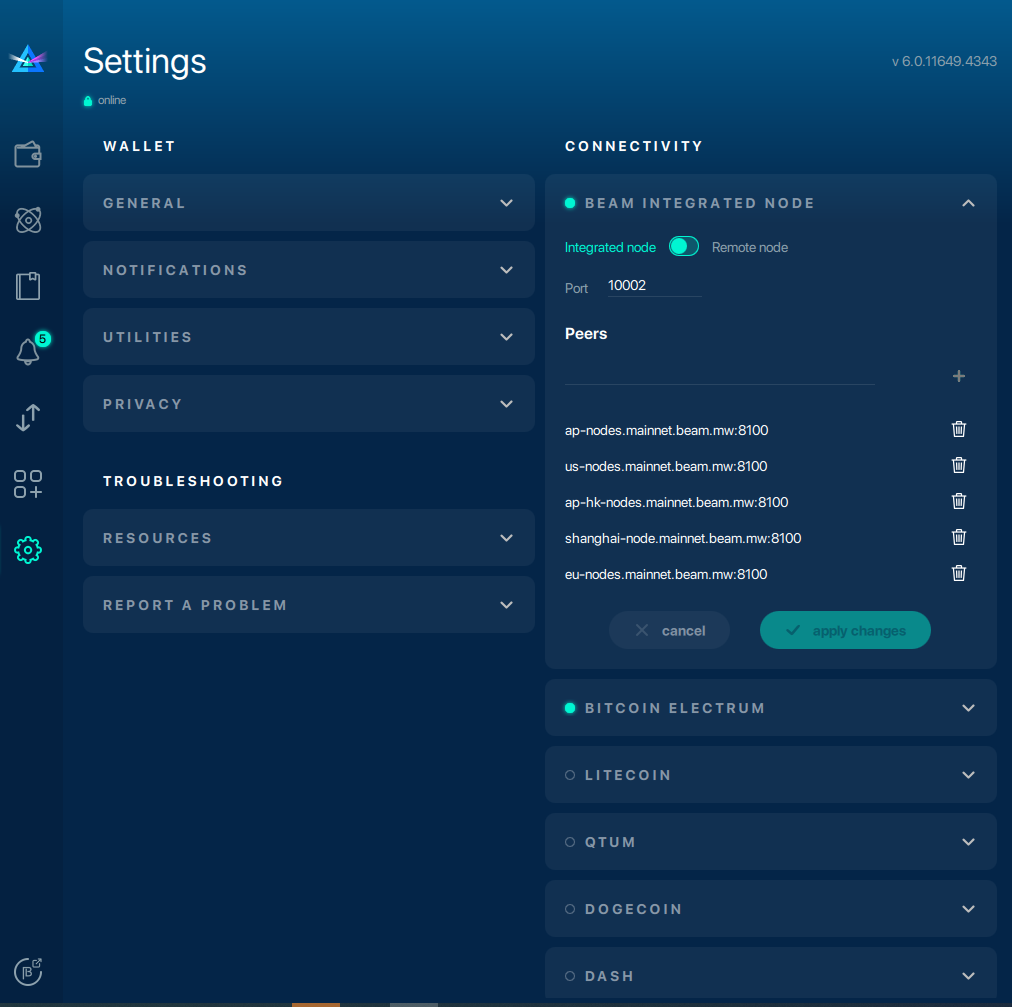 Settings
v 6.0.11649.4343
online
WALLET
GENERAL
NOTIFICATIONS
UTILITIES
PRIVACY
TROUBLESHOOTING
RESOURCES
REPORT A PROBLEM
CONNECTIVITY
BEAM INTEGRATED NODE
Integrated node Remote node
Port 10002
Peers
ap-nodes.mainnet.beam.mw:8100
us-nodes.mainnet.beam.mw:8100
ap-hk-nodes.mainnet.beam.mw:8100
shanghai-node.mainnet.beam.mw:8100
eu-nodes.mainnet.beam.mw:8100
cancel apply changes
BITCOIN ELECTRUM
LITECOIN
QTUM
DOGECOIN
DASH
5
B